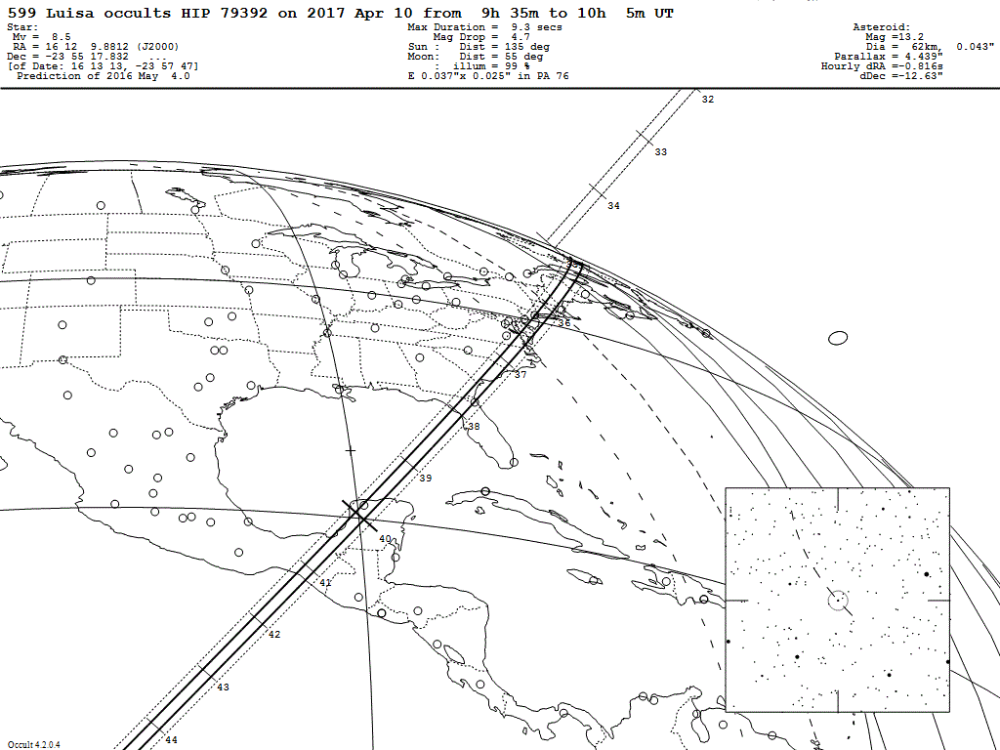 599 Luisa occults HIP 79392 on 2017 Apr 10 from  9h 35m to 10h  5m UT
Star:
Mv =  8.5
RA = 16 12  9.8812 (J2000)
Dec = -23 55 17.832   ...
[of Date: 16 13 13, -23 57 47]
Prediction of 2016 May  4.0
Max Duration =  9.3 secs
Mag Drop =  4.7
Sun :   Dist = 135 deg
Moon:   Dist = 55 deg
:  illum = 99 %
E 0.037"x 0.025" in PA 76
Asteroid:
Mag =13.2
Dia =  62km,  0.043"
Parallax = 4.439"
Hourly dRA =-0.816s
dDec =-12.63"
32
33
34
36
37
38
39
40
41
42
43
44
Occult 4.2.0.4